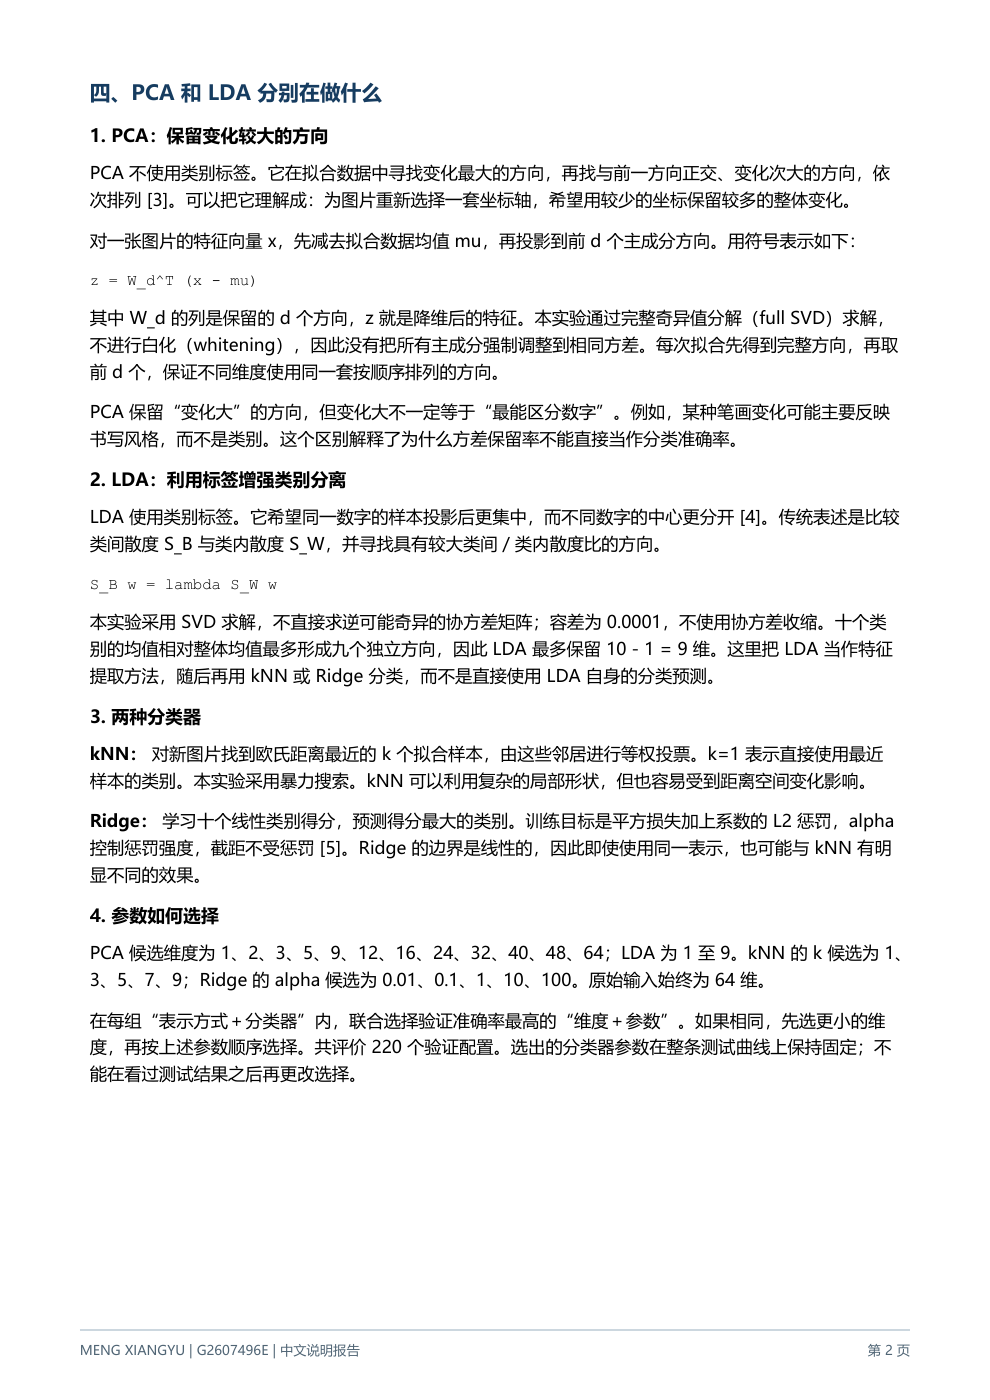 四、PCA 和 LDA 分别在做什么
1. PCA：保留变化较大的方向
PCA 不使用类别标签。它在拟合数据中寻找变化最大的方向，再找与前一方向正交、变化次大的方向，依
次排列 [3]。可以把它理解成：为图片重新选择一套坐标轴，希望用较少的坐标保留较多的整体变化。
对一张图片的特征向量 x，先减去拟合数据均值 mu，再投影到前 d 个主成分方向。用符号表示如下：
z = W_d^T (x - mu)
其中 W_d 的列是保留的 d 个方向，z 就是降维后的特征。本实验通过完整奇异值分解（full SVD）求解，
不进行白化（whitening），因此没有把所有主成分强制调整到相同方差。每次拟合先得到完整方向，再取
前 d 个，保证不同维度使用同一套按顺序排列的方向。
PCA 保留“变化大”的方向，但变化大不一定等于“最能区分数字”。例如，某种笔画变化可能主要反映
书写风格，而不是类别。这个区别解释了为什么方差保留率不能直接当作分类准确率。
2. LDA：利用标签增强类别分离
LDA 使用类别标签。它希望同一数字的样本投影后更集中，而不同数字的中心更分开 [4]。传统表述是比较
类间散度 S_B 与类内散度 S_W，并寻找具有较大类间 / 类内散度比的方向。
S_B w = lambda S_W w
本实验采用 SVD 求解，不直接求逆可能奇异的协方差矩阵；容差为 0.0001，不使用协方差收缩。十个类
别的均值相对整体均值最多形成九个独立方向，因此 LDA 最多保留 10 - 1 = 9 维。这里把 LDA 当作特征
提取方法，随后再用 kNN 或 Ridge 分类，而不是直接使用 LDA 自身的分类预测。
3. 两种分类器
kNN： 对新图片找到欧氏距离最近的 k 个拟合样本，由这些邻居进行等权投票。k=1 表示直接使用最近
样本的类别。本实验采用暴力搜索。kNN 可以利用复杂的局部形状，但也容易受到距离空间变化影响。
Ridge： 学习十个线性类别得分，预测得分最大的类别。训练目标是平方损失加上系数的 L2 惩罚，alpha
控制惩罚强度，截距不受惩罚 [5]。Ridge 的边界是线性的，因此即使使用同一表示，也可能与 kNN 有明
显不同的效果。
4. 参数如何选择
PCA 候选维度为 1、2、3、5、9、12、16、24、32、40、48、64；LDA 为 1 至 9。kNN 的 k 候选为 1、
3、5、7、9；Ridge 的 alpha 候选为 0.01、0.1、1、10、100。原始输入始终为 64 维。
在每组“表示方式＋分类器”内，联合选择验证准确率最高的“维度＋参数”。如果相同，先选更小的维
度，再按上述参数顺序选择。共评价 220 个验证配置。选出的分类器参数在整条测试曲线上保持固定；不
能在看过测试结果之后再更改选择。
MENG XIANGYU | G2607496E | 中文说明报告
第 2 页